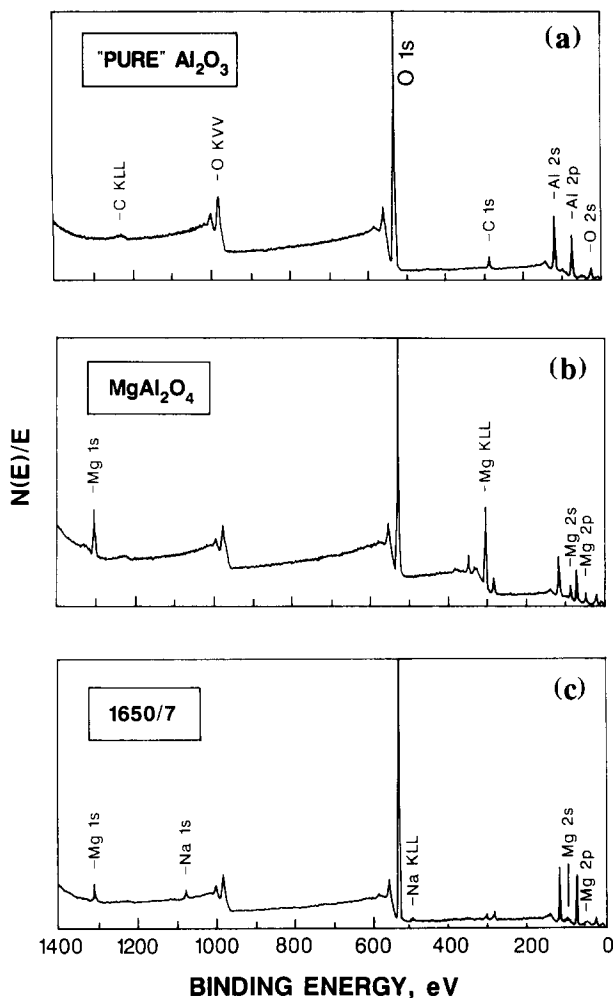 (a)
"PURE" Al₂O₃
O 1s
–C KLL
–O KVV
–C 1s
–Al 2s
–Al 2p
–O 2s
(b)
MgAl₂O₄
–Mg 1s
–Mg KLL
–Mg 2s
–Mg 2p
N(E)/E
(c)
1650/7
–Mg 1s
–Na 1s
–Na KLL
Mg 2s
–Mg 2p
1400 1200 1000 800 600 400 200 0
BINDING ENERGY, eV